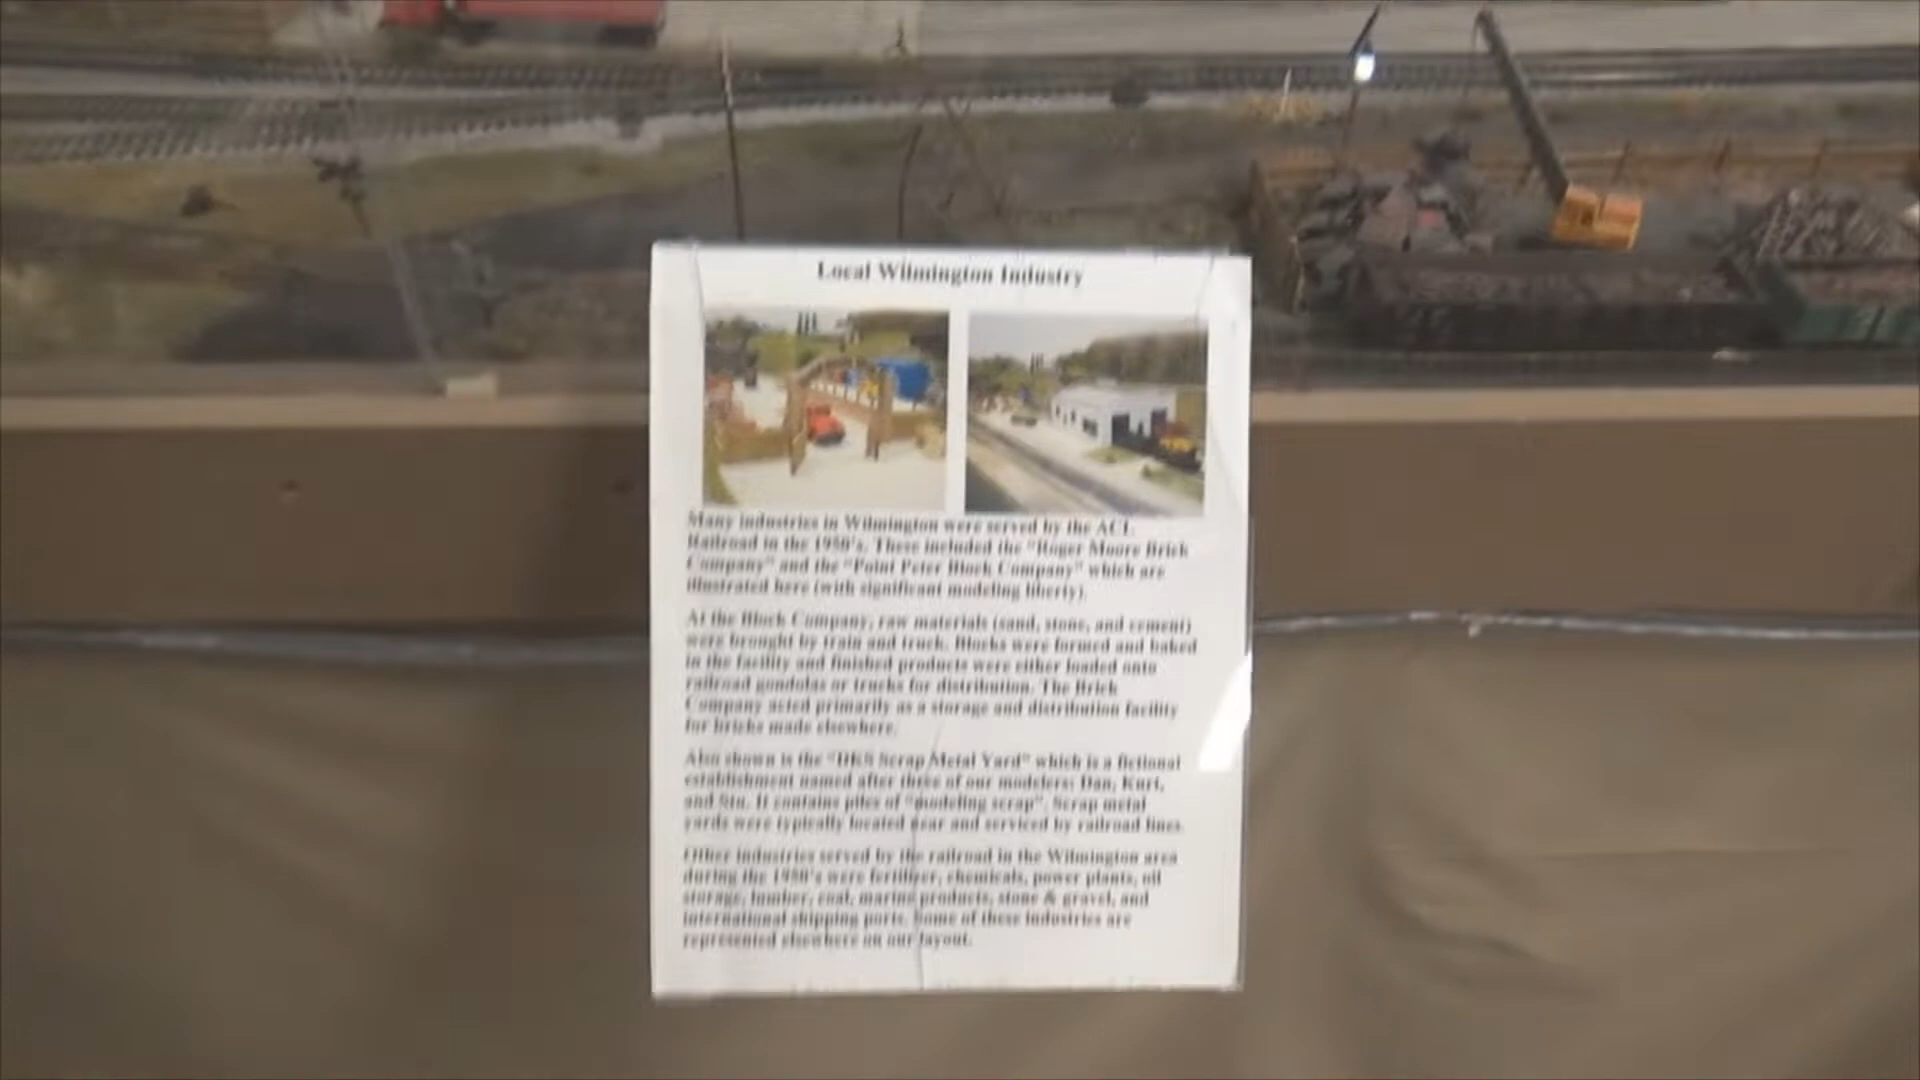 Local Wilmington Industry
Many industries in Wilmington were served by the ACL
Railroad in the 1950's. These included the "Roger Moore Brick
Company" and the "Point Peter Block Company" which are
illustrated here (with significant modeling liberty).
At the Block Company, raw materials (sand, stone, and cement)
were brought by train and truck. Blocks were formed and baked
in the facility and finished products were either loaded onto
railroad gondolas or trucks for distribution. The Brick
Company acted primarily as a storage and distribution facility
for bricks made elsewhere.
Also shown is the "DKS Scrap Metal Yard" which is a fictional
establishment named after three of our modelers: Dan, Kurt,
and Stu. It contains piles of "modeling scrap". Scrap metal
yards were typically located near and serviced by railroad lines.
Other industries served by the railroad in the Wilmington area
during the 1950's were fertilizer, chemicals, power plants, oil
storage, lumber, coal, marine products, stone & gravel, and
international shipping ports. Some of these industries are
represented elsewhere on our layout.